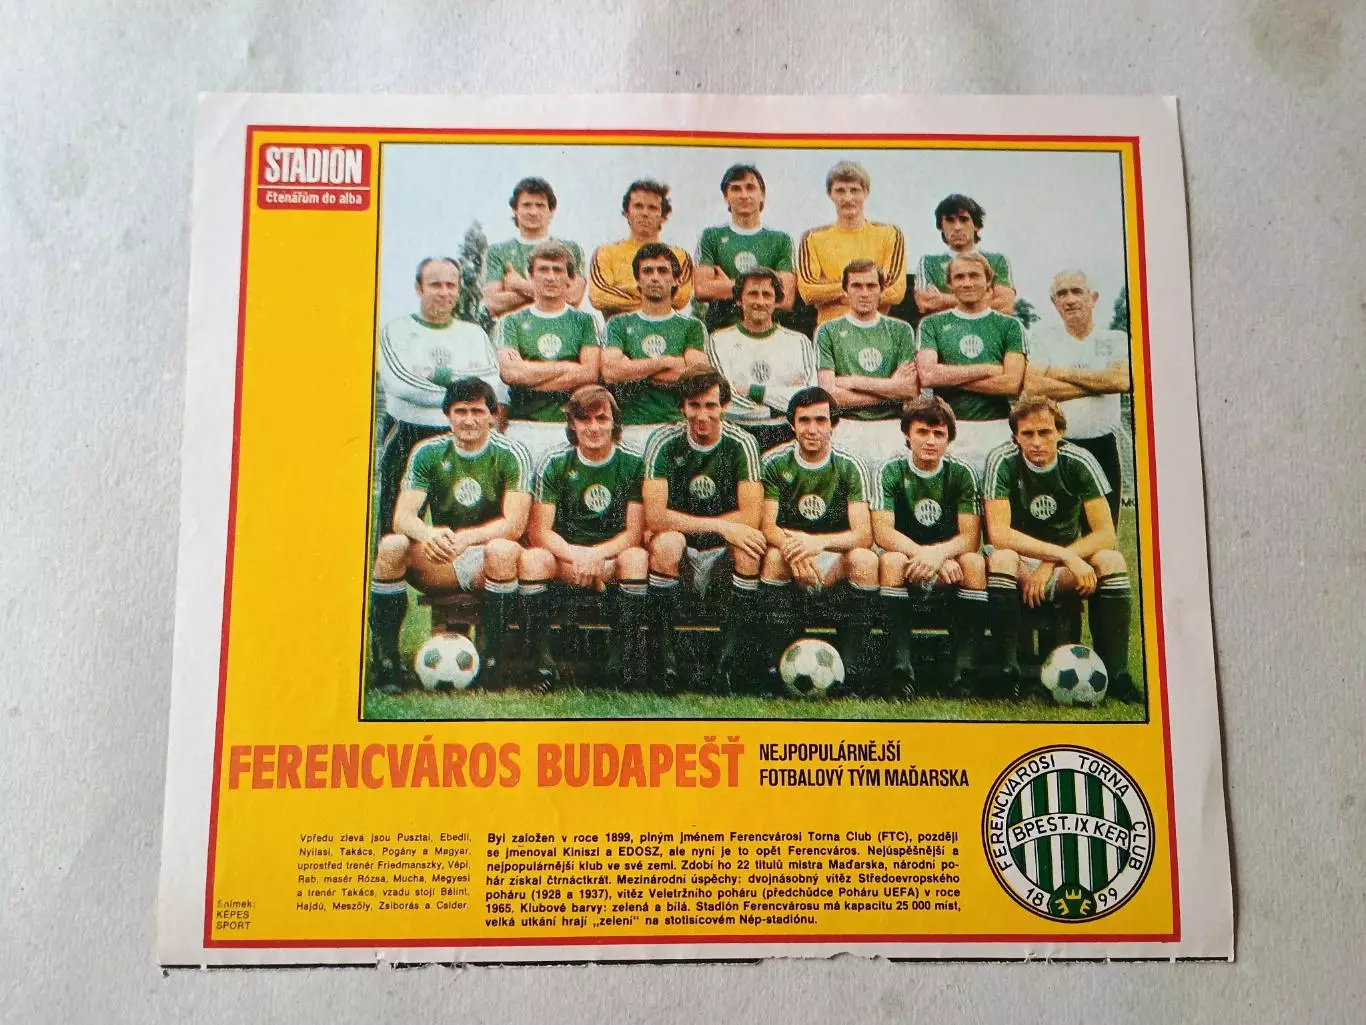 STADIÓN
čtenářům do alba
FERENCVÁROS BUDAPEŠŤ
NEJPOPULÁRNĚJŠÍ
FOTBALOVÝ TÝM MAĎARSKA
Vpředu zleva jsou Pusztai, Ebedli,
Nyilasi, Takács, Pogány a Magyar,
uprostřed trenér Friedmanszky, Vépi,
Rab, masér Rózsa, Mucha, Megyesi
a trenér Takács, vzadu stojí Bálint,
Hajdú, Meszöly, Zsiborás a Csider.
Snímek:
KÉPES
SPORT
Byl založen v roce 1899, plným jménem Ferencvárosi Torna Club (FTC), později
se jmenoval Kiniszi a EDOSZ, ale nyní je to opět Ferencváros. Nejúspěšnější a
nejpopulárnější klub ve své zemi. Zdobí ho 22 titulů mistra Maďarska, národní po-
hár získal čtrnáctkrát. Mezinárodní úspěchy: dvojnásobný vítěz Středoevropského
poháru (1928 a 1937), vítěz Veletržního poháru (předchůdce Poháru UEFA) v roce
1965. Klubové barvy: zelená a bílá. Stadión Ferencvárosu má kapacitu 25 000 míst,
velká utkání hrají „zelení" na stotisícovém Nép-stadiónu.
FERENCVÁROSI TORNA CLUB
BPEST. IX KER
1899